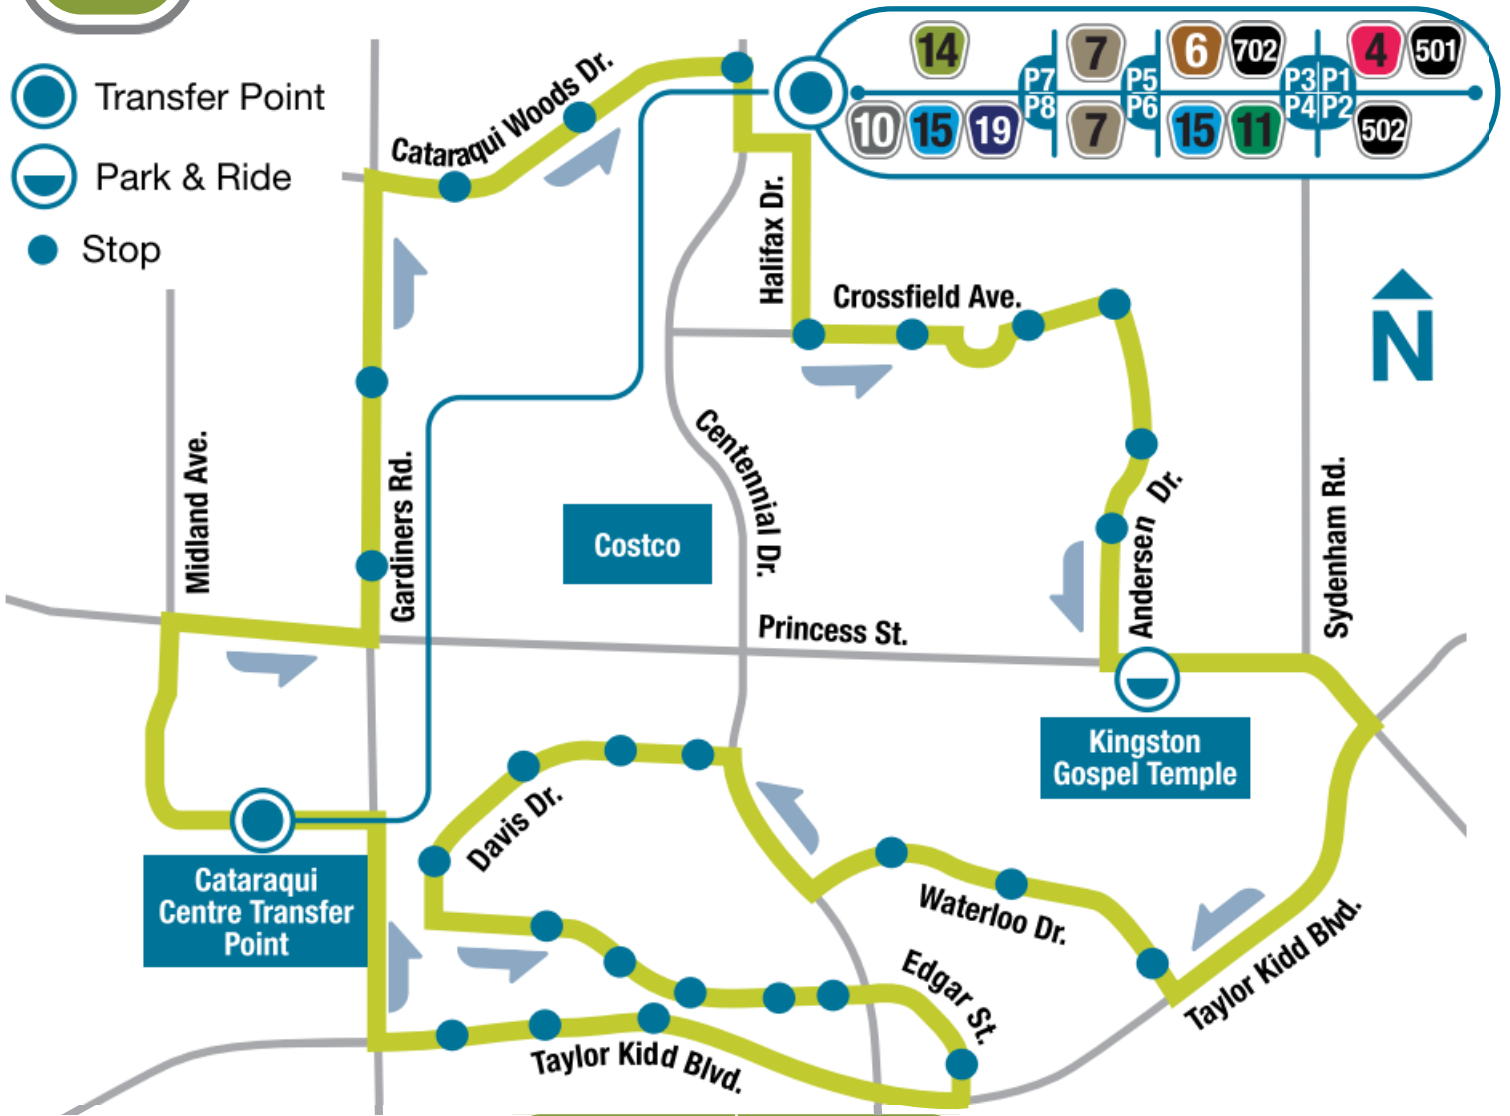 Transfer Point
Park & Ride
Stop
14
7
6
702
4
501
P7
P8
P5
P6
P3
P1
P4
P2
10
15
19
7
15
11
502
Cataraqui Woods Dr.
Halifax Dr.
Crossfield Ave.
N
Midland Ave.
Gardiners Rd.
Centennial Dr.
Costco
Andersen Dr.
Sydenham Rd.
Princess St.
Kingston
Gospel Temple
Davis Dr.
Cataraqui
Centre Transfer
Point
Waterloo Dr.
Edgar St.
Taylor Kidd Blvd.
Taylor Kidd Blvd.